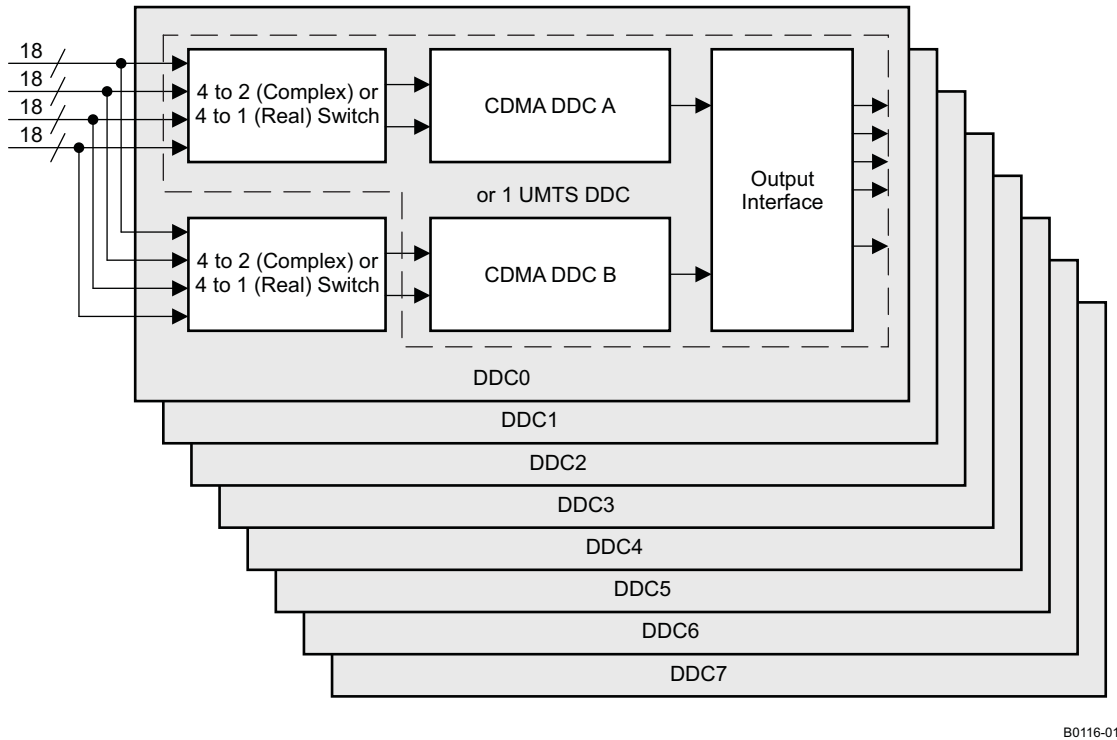 18
18
18
18
4 to 2 (Complex) or
4 to 1 (Real) Switch
CDMA DDC A
Output
Interface
or 1 UMTS DDC
4 to 2 (Complex) or
4 to 1 (Real) Switch
CDMA DDC B
DDC0
DDC1
DDC2
DDC3
DDC4
DDC5
DDC6
DDC7
B0116-01